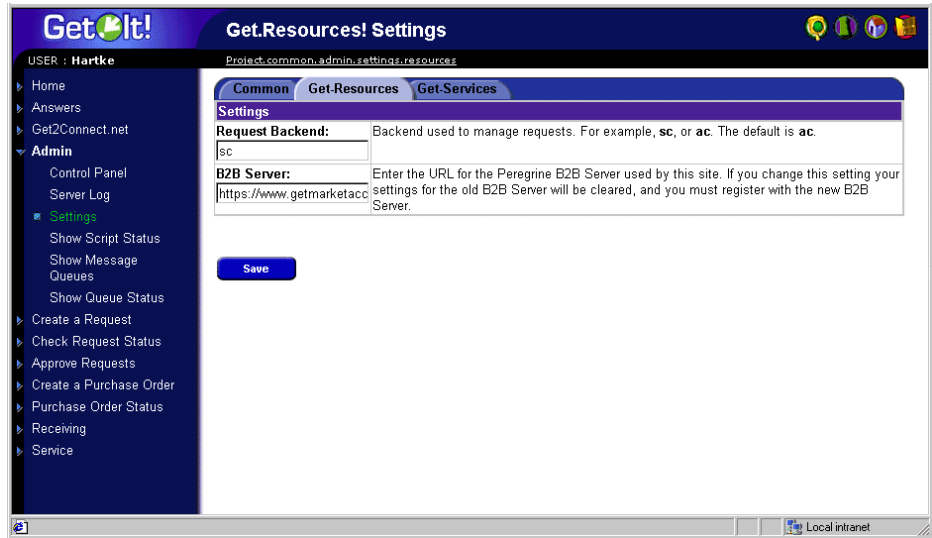 Get It!
Get.Resources! Settings
USER : Hartke
Project.common.admin.settings.resources
Home
Answers
Get2Connect.net
Admin
Control Panel
Server Log
Settings
Show Script Status
Show Message
Queues
Show Queue Status
Create a Request
Check Request Status
Approve Requests
Create a Purchase Order
Purchase Order Status
Receiving
Service
Common Get-Resources Get-Services
Settings
Request Backend:
sc
Backend used to manage requests. For example, sc, or ac. The default is ac.
B2B Server:
https://www.getmarketacc
Enter the URL for the Peregrine B2B Server used by this site. If you change this setting your
settings for the old B2B Server will be cleared, and you must register with the new B2B
Server.
Save
Local intranet